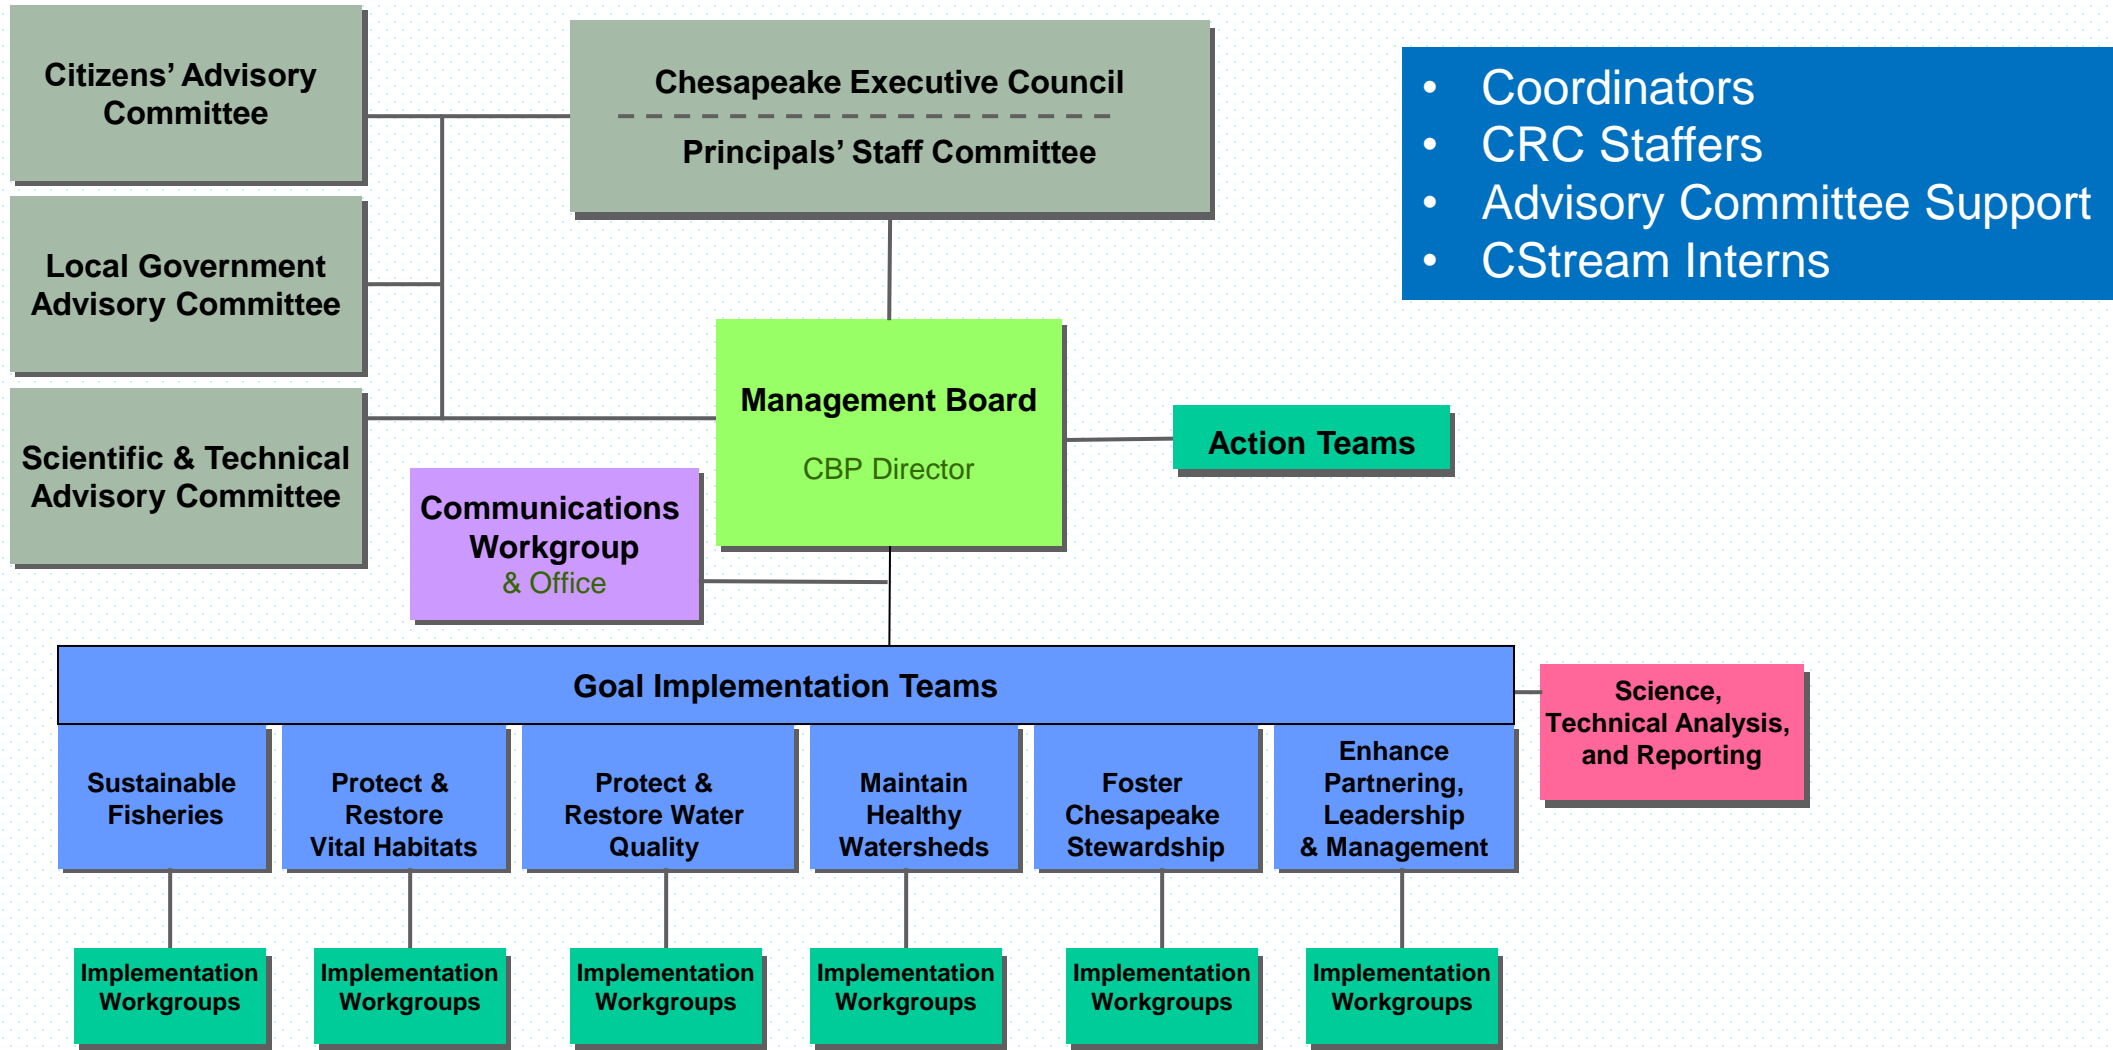 Citizens’ Advisory
Committee
Chesapeake Executive Council
Principals’ Staff Committee
• Coordinators
• CRC Staffers
• Advisory Committee Support
• CStream Interns
Local Government
Advisory Committee
Scientific & Technical
Advisory Committee
Management Board
CBP Director
Action Teams
Communications
Workgroup
& Office
Goal Implementation Teams
Science,
Technical Analysis,
and Reporting
Sustainable
Fisheries
Protect &
Restore
Vital Habitats
Protect &
Restore Water
Quality
Maintain
Healthy
Watersheds
Foster
Chesapeake
Stewardship
Enhance
Partnering,
Leadership
& Management
Implementation
Workgroups
Implementation
Workgroups
Implementation
Workgroups
Implementation
Workgroups
Implementation
Workgroups
Implementation
Workgroups